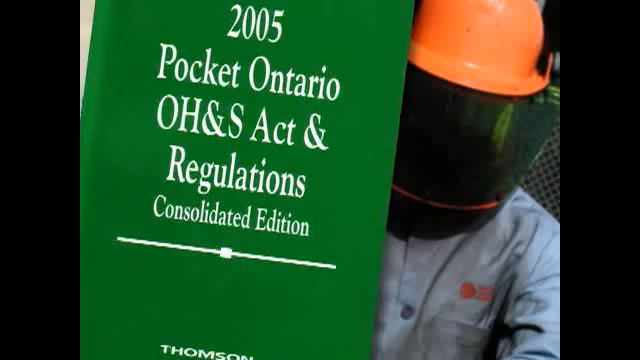 2005
Pocket Ontario
OH&S Act &
Regulations
Consolidated Edition
THOMSON